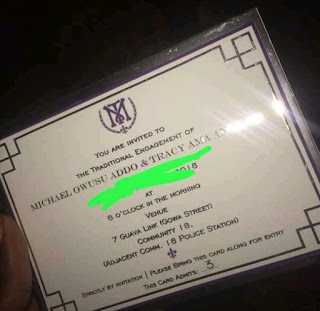 YOU ARE INVITED TO
THE TRADITIONAL ENGAGEMENT OF
MICHAEL OWUSU ADDO & TRACY AMA
2018
AT
8 O'CLOCK IN THE MORNING
VENUE
7 GUAVA LINK (GOWA STREET)
COMMUNITY 18,
(ADJACENT COMM. 18 POLICE STATION)
STRICTLY BY INVITATION | PLEASE BRING THIS CARD ALONG FOR ENTRY
THIS CARD ADMITS: ..3..